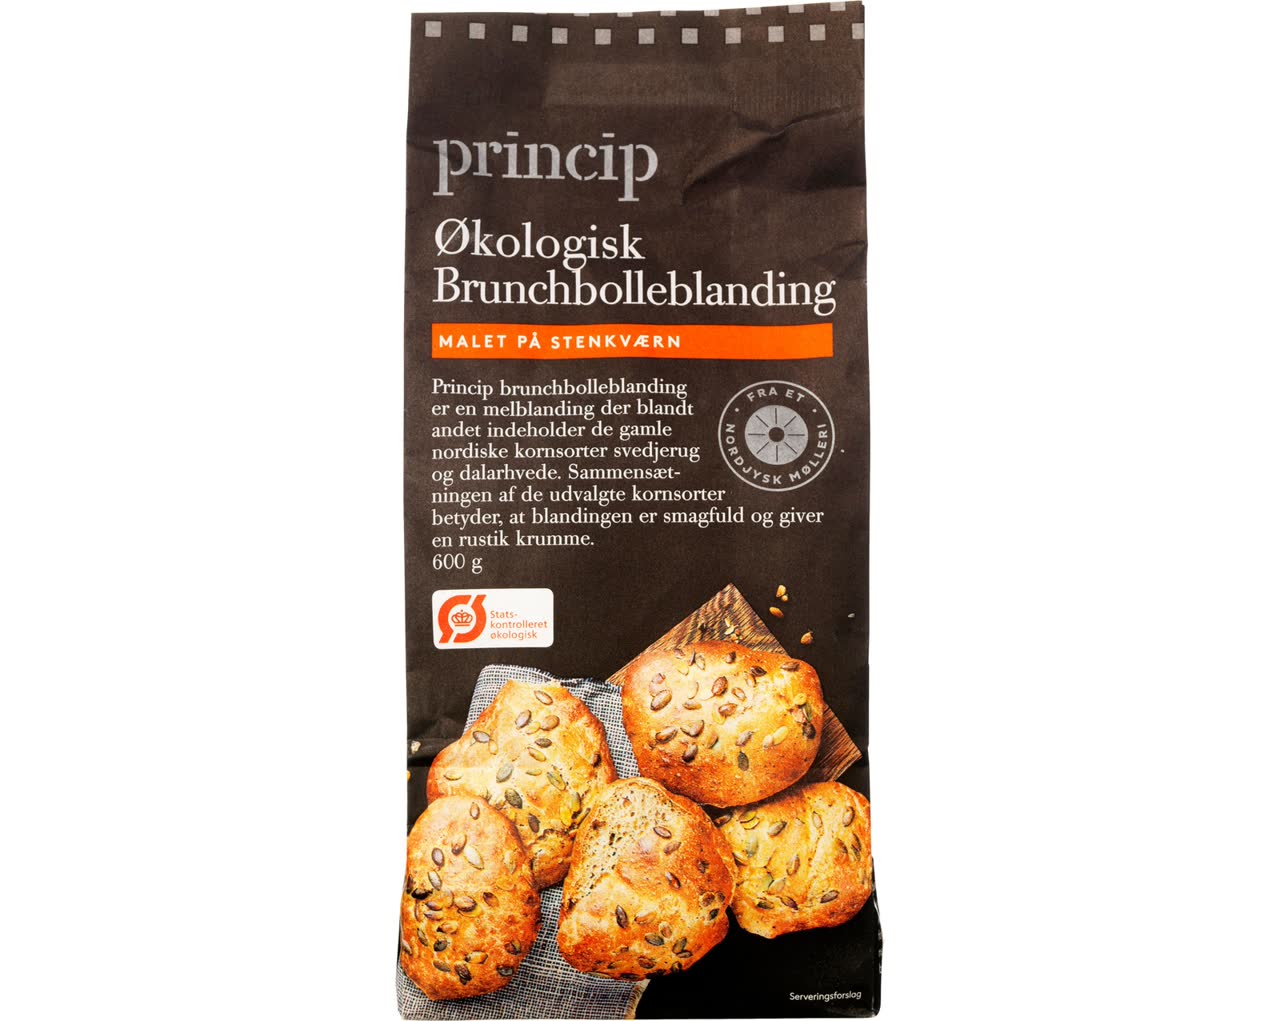 princip
Økologisk
Brunchbolleblanding
MALET PÅ STENKVÆRN
Princip brunchbolleblanding
er en melblanding der blandt
andet indeholder de gamle
nordiske kornsorter svedjerug
og dalarhvede. Sammensæt-
ningen af de udvalgte kornsorter
betyder, at blandingen er smagfuld og giver
en rustik krumme.
600 g
FRA ET
NORDJYSK MØLLERI
Stats-
kontrolleret
økologisk
Serveringsforslag